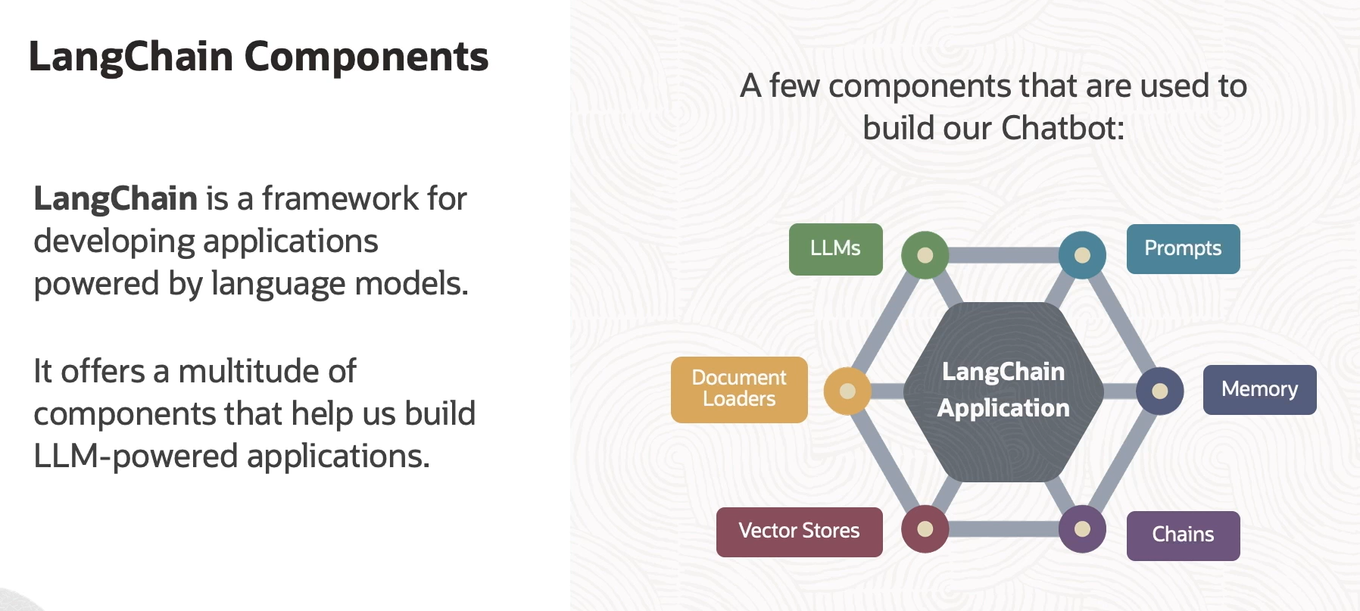 LangChain Components
LangChain is a framework for
developing applications
powered by language models.
It offers a multitude of
components that help us build
LLM-powered applications.
A few components that are used to
build our Chatbot:
LLMs
Prompts
Document
Loaders
LangChain
Application
Memory
Vector Stores
Chains